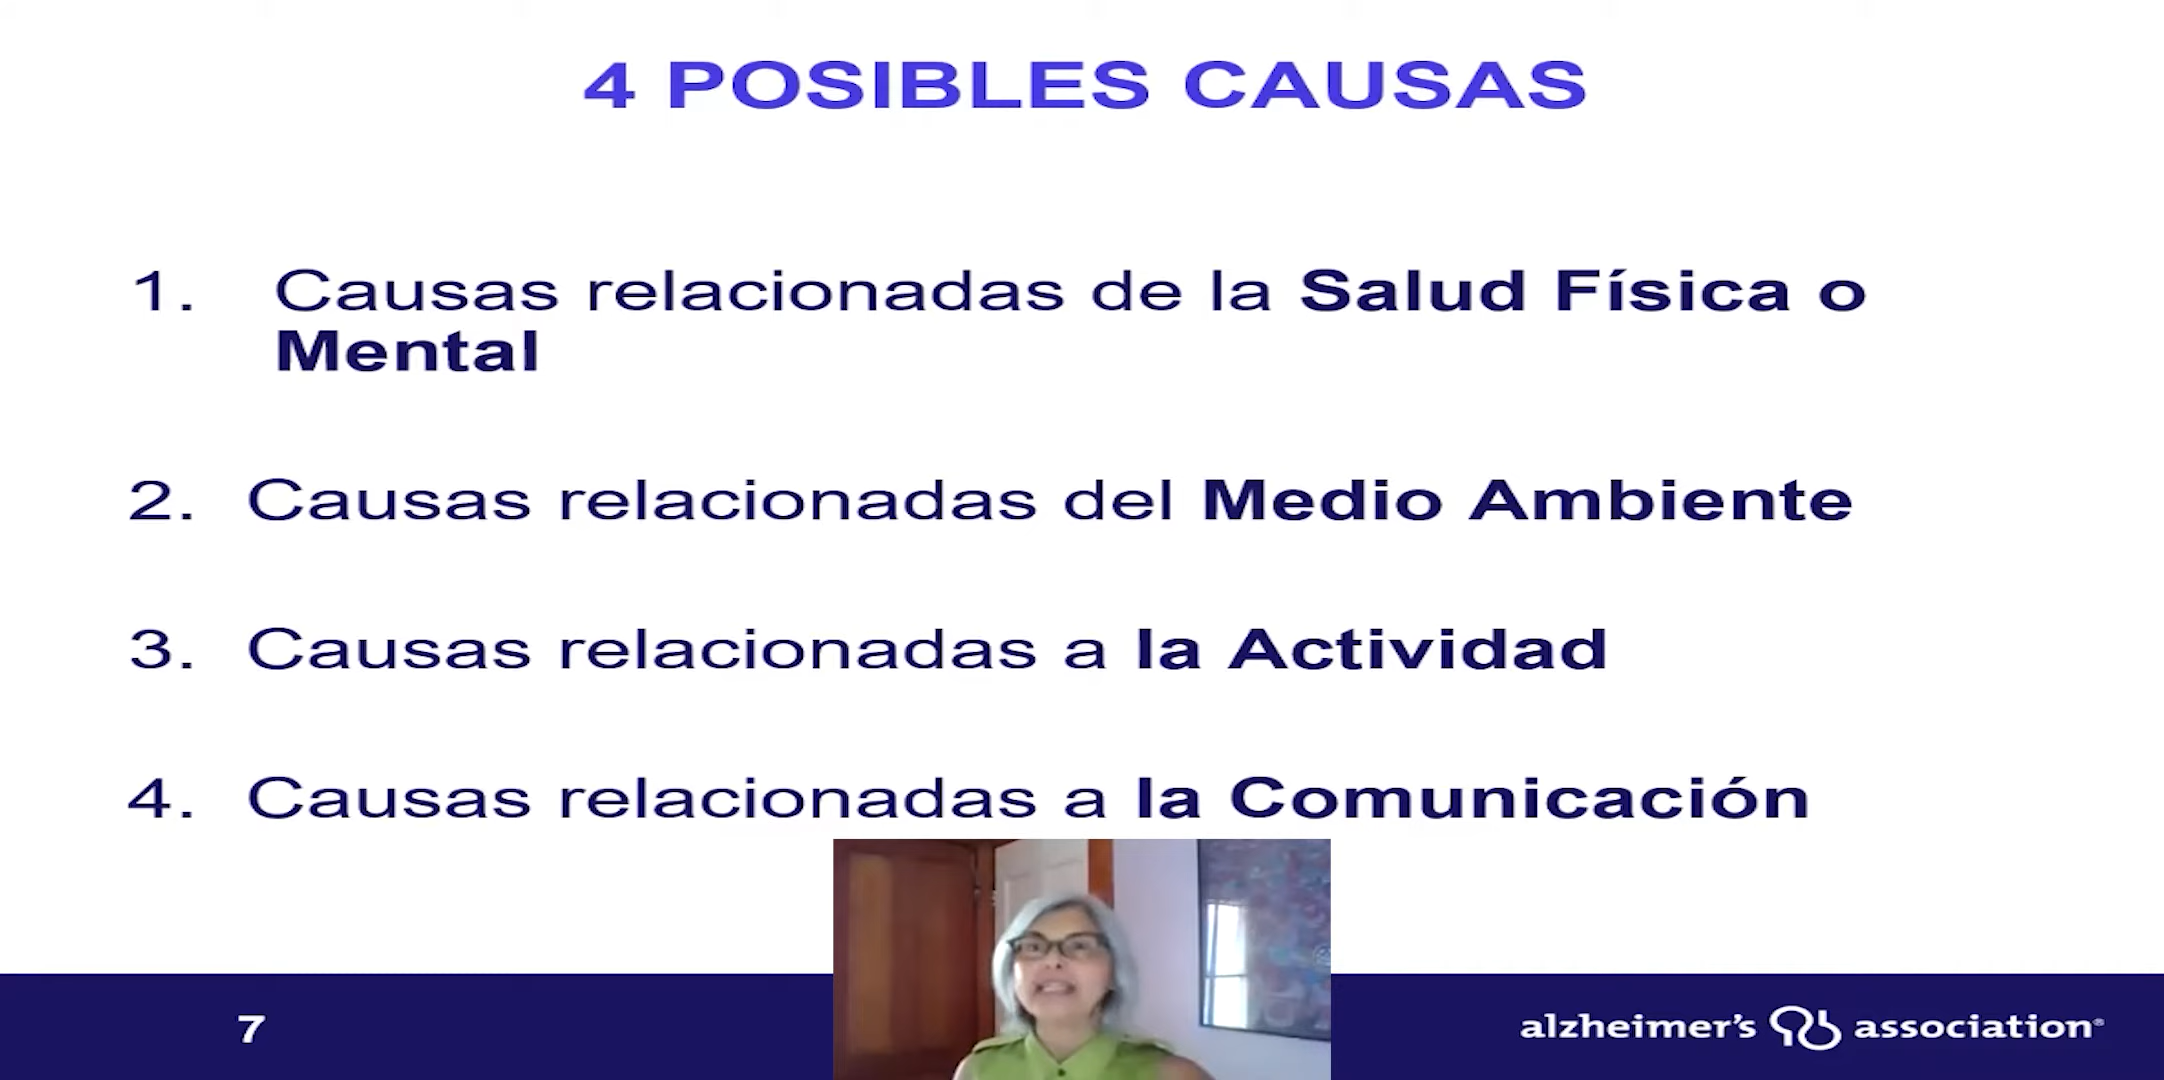 4 POSIBLES CAUSAS
1. Causas relacionadas de la Salud Física o
Mental
2. Causas relacionadas del Medio Ambiente
3. Causas relacionadas a la Actividad
4. Causas relacionadas a la Comunicación
7
alzheimer's association®